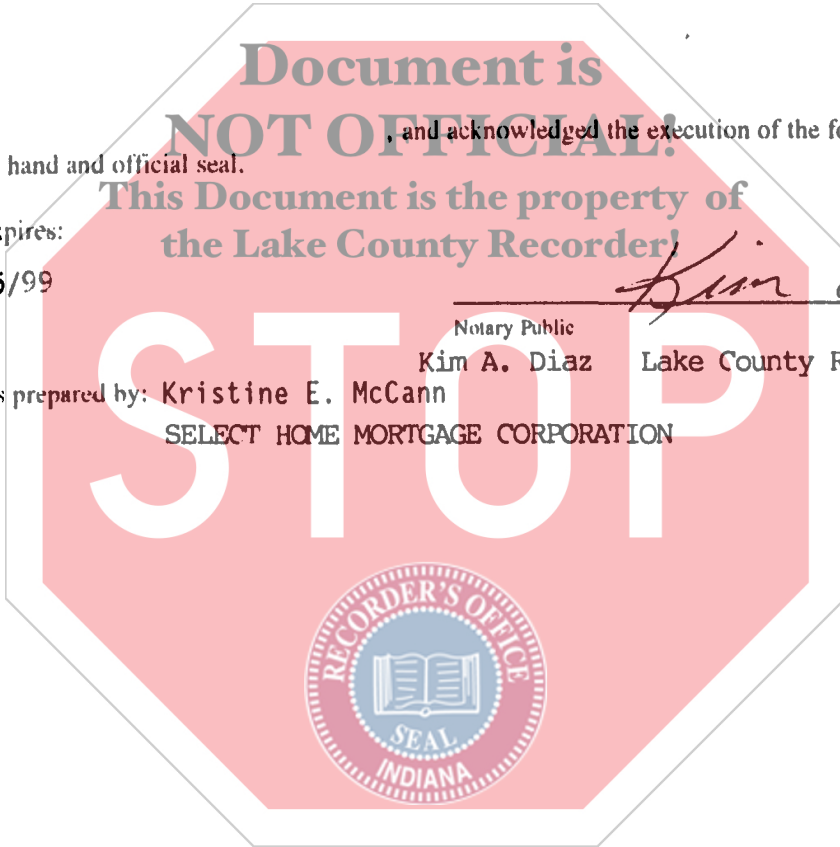 Document is
NOT OFFICIAL!
, and acknowledged the execution of the fo
hand and official seal.
This Document is the property of
xpires:
the Lake County Recorder!
5/99
Kim
Notary Public
Kim A. Diaz Lake County R
STOP
s prepared by: Kristine E. McCann
SELECT HOME MORTGAGE CORPORATION
RECORDER'S OFFICE
SEAL
INDIANA